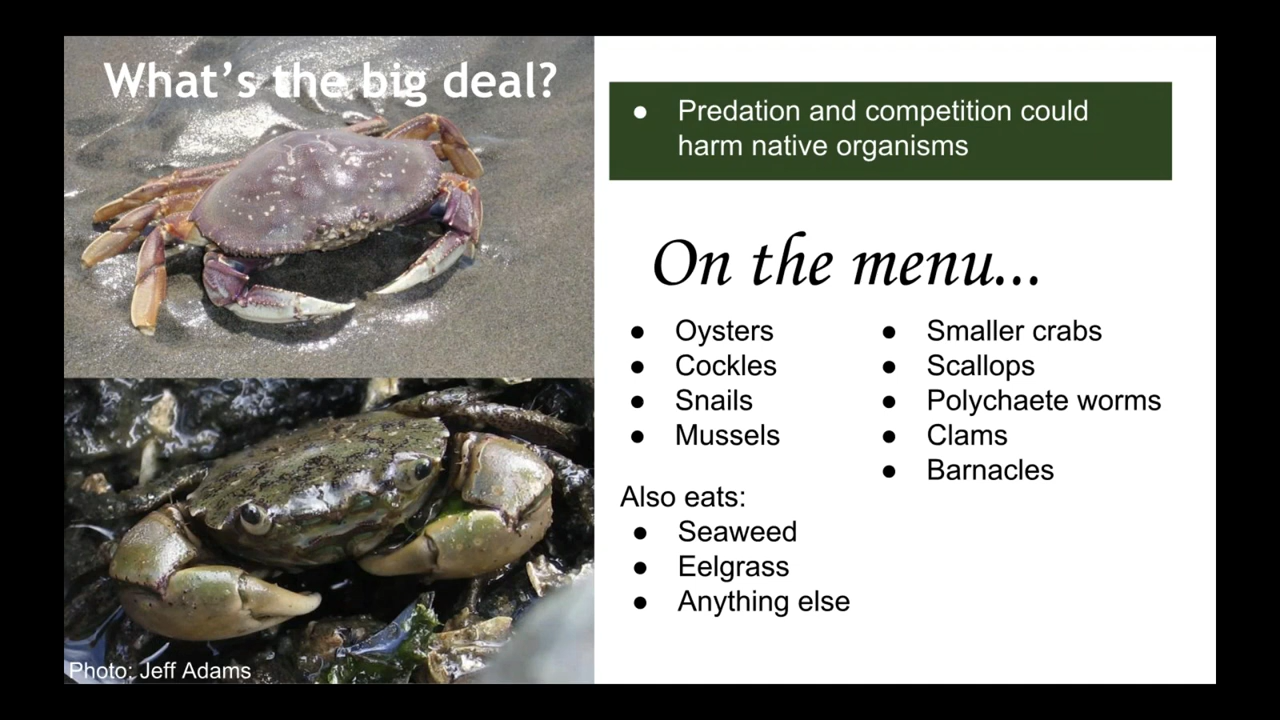 What's the big deal?
● Predation and competition could
harm native organisms
On the menu...
● Oysters
● Cockles
● Snails
● Mussels
● Smaller crabs
● Scallops
● Polychaete worms
● Clams
● Barnacles
Also eats:
● Seaweed
● Eelgrass
● Anything else
Photo: Jeff Adams